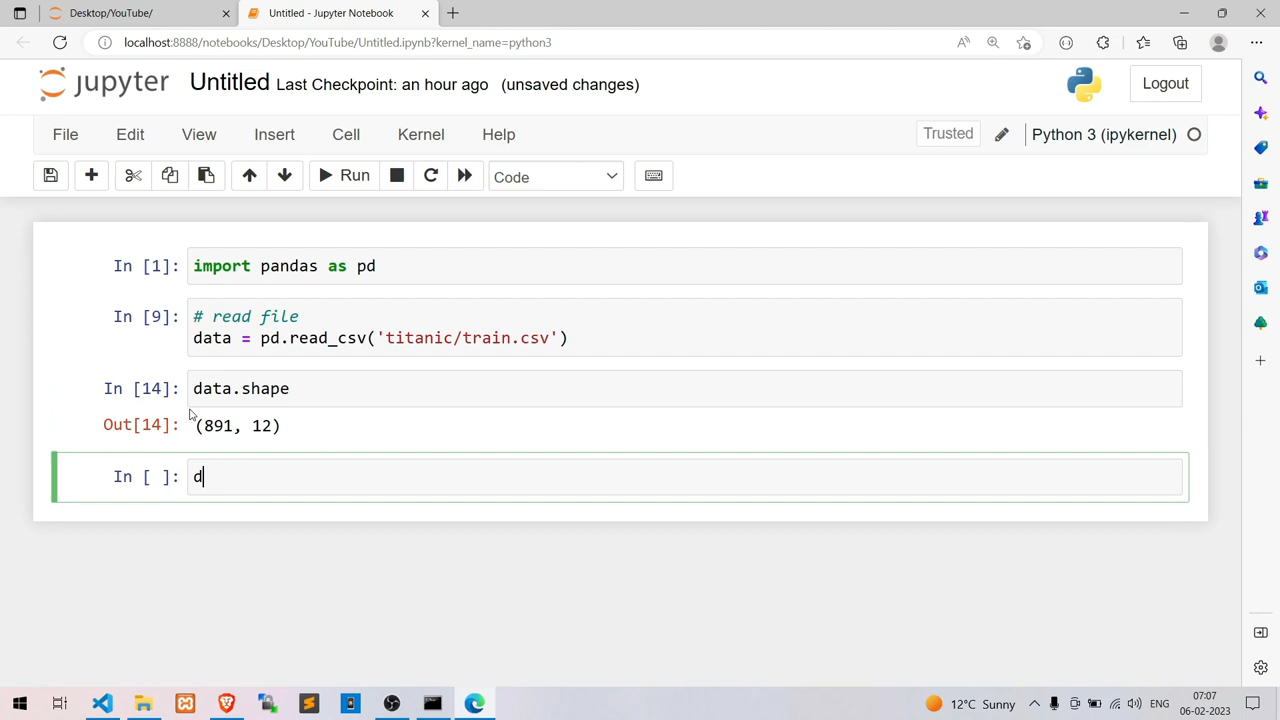 Desktop/YouTube/
Untitled - Jupyter Notebook
localhost:8888/notebooks/Desktop/YouTube/Untitled.ipynb?kernel_name=python3
jupyter Untitled Last Checkpoint: an hour ago (unsaved changes)
Logout
File Edit View Insert Cell Kernel Help
Trusted
Python 3 (ipykernel)
Run
Code
In [1]: import pandas as pd
In [9]: # read file
data = pd.read_csv('titanic/train.csv')
In [14]: data.shape
Out[14]: (891, 12)
In [ ]: d
12°C Sunny
ENG
07:07
06-02-2023